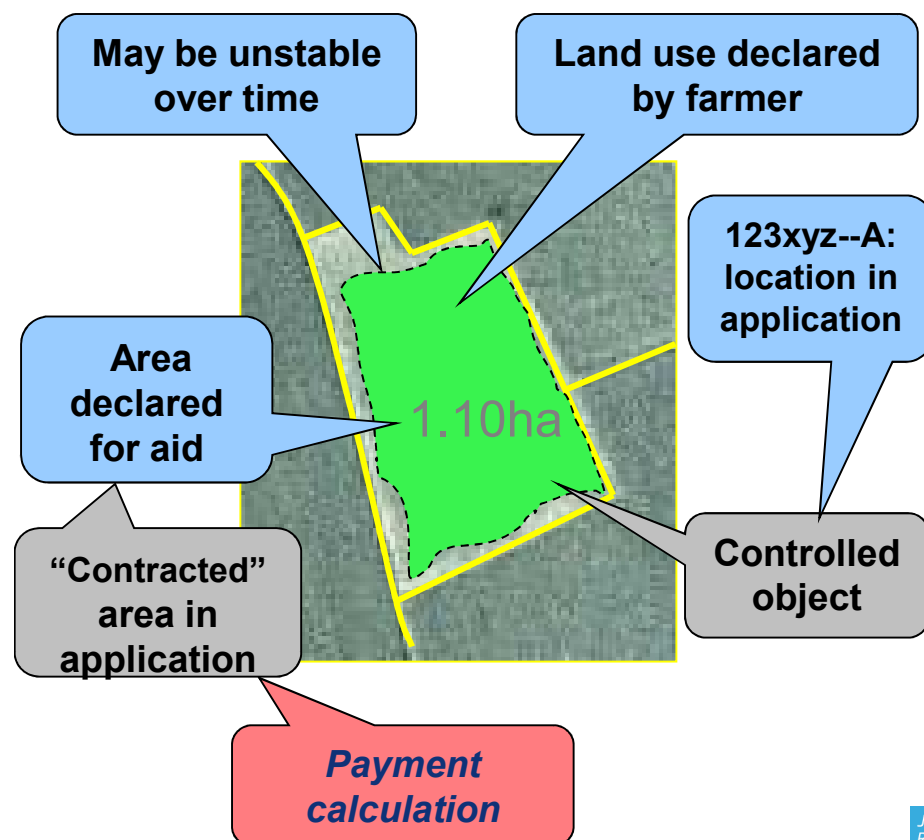 May be unstable
over time
Land use declared
by farmer
123xyz--A:
location in
application
Area
declared
for aid
1.10ha
“Contracted”
area in
application
Controlled
object
Payment
calculation